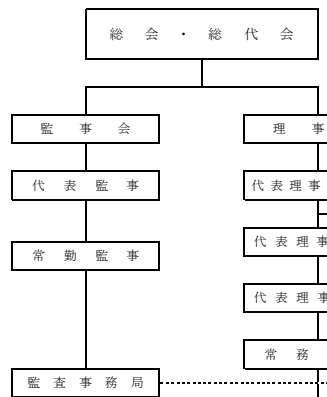 総会・総代会
監事会
理事
代表監事
代表理事
代表理事
常勤監事
代表理事
常務
監査事務局